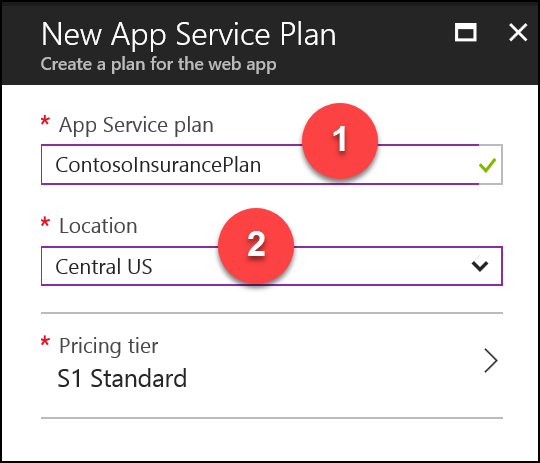 New App Service Plan
Create a plan for the web app
* App Service plan
1
ContosoInsurancePlan
* Location
2
Central US
* Pricing tier
S1 Standard